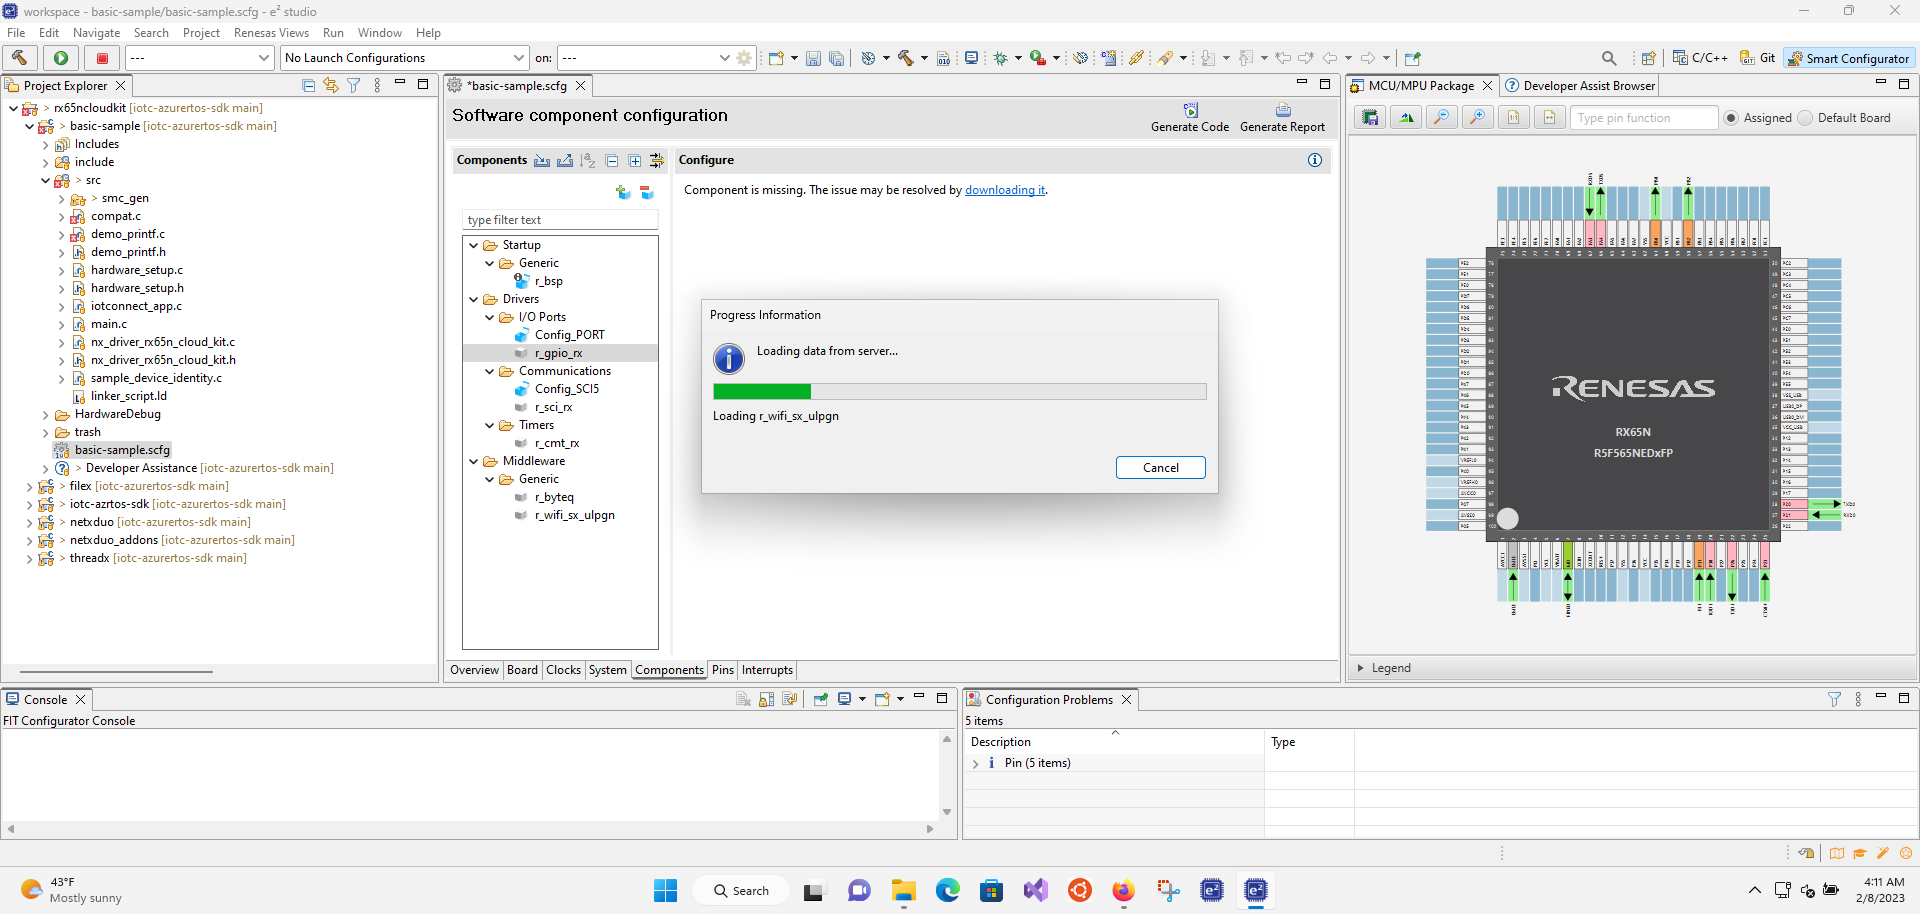 workspace - basic-sample/basic-sample.scfg - e² studio
File Edit Navigate Search Project Renesas Views Run Window Help
--- No Launch Configurations on: ---
C/C++ Git Smart Configurator
Project Explorer
> rx65ncloudkit [iotc-azurertos-sdk main]
> basic-sample [iotc-azurertos-sdk main]
Includes
include
> src
> smc_gen
compat.c
demo_printf.c
demo_printf.h
hardware_setup.c
hardware_setup.h
iotconnect_app.c
main.c
nx_driver_rx65n_cloud_kit.c
nx_driver_rx65n_cloud_kit.h
sample_device_identity.c
linker_script.ld
HardwareDebug
trash
basic-sample.scfg
> Developer Assistance [iotc-azurertos-sdk main]
> filex [iotc-azurertos-sdk main]
> iotc-azrtos-sdk [iotc-azurertos-sdk main]
> netxduo [iotc-azurertos-sdk main]
> netxduo_addons [iotc-azurertos-sdk main]
> threadx [iotc-azurertos-sdk main]
*basic-sample.scfg
Software component configuration
Generate Code Generate Report
Components
type filter text
Startup
Generic
r_bsp
Drivers
I/O Ports
Config_PORT
r_gpio_rx
Communications
Config_SCI5
r_sci_rx
Timers
r_cmt_rx
Middleware
Generic
r_byteq
r_wifi_sx_ulpgn
Configure
Component is missing. The issue may be resolved by downloading it.
Progress Information
Loading data from server...
Loading r_wifi_sx_ulpgn
Cancel
Overview Board Clocks System Components Pins Interrupts
MCU/MPU Package Developer Assist Browser
Type pin function Assigned Default Board
RENESAS
RX65N
R5F565NEDxFP
Legend
Console
FIT Configurator Console
Configuration Problems
5 items
Description Type
Pin (5 items)
43°F
Mostly sunny
Search
4:11 AM
2/8/2023